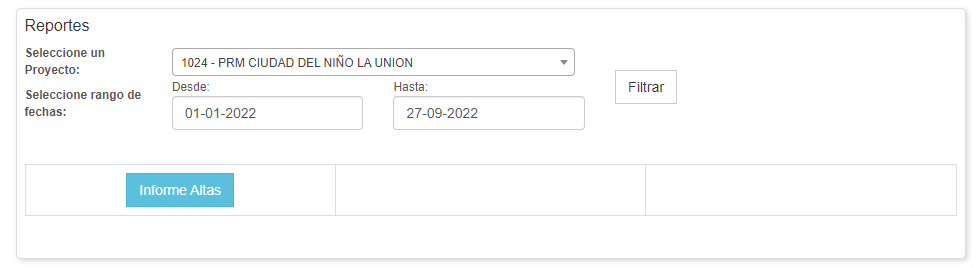 Reportes
Seleccione un
Proyecto:
1024 - PRM CIUDAD DEL NIÑO LA UNION
Seleccione rango de
fechas:
Desde:
Hasta:
01-01-2022
27-09-2022
Filtrar
Informe Altas